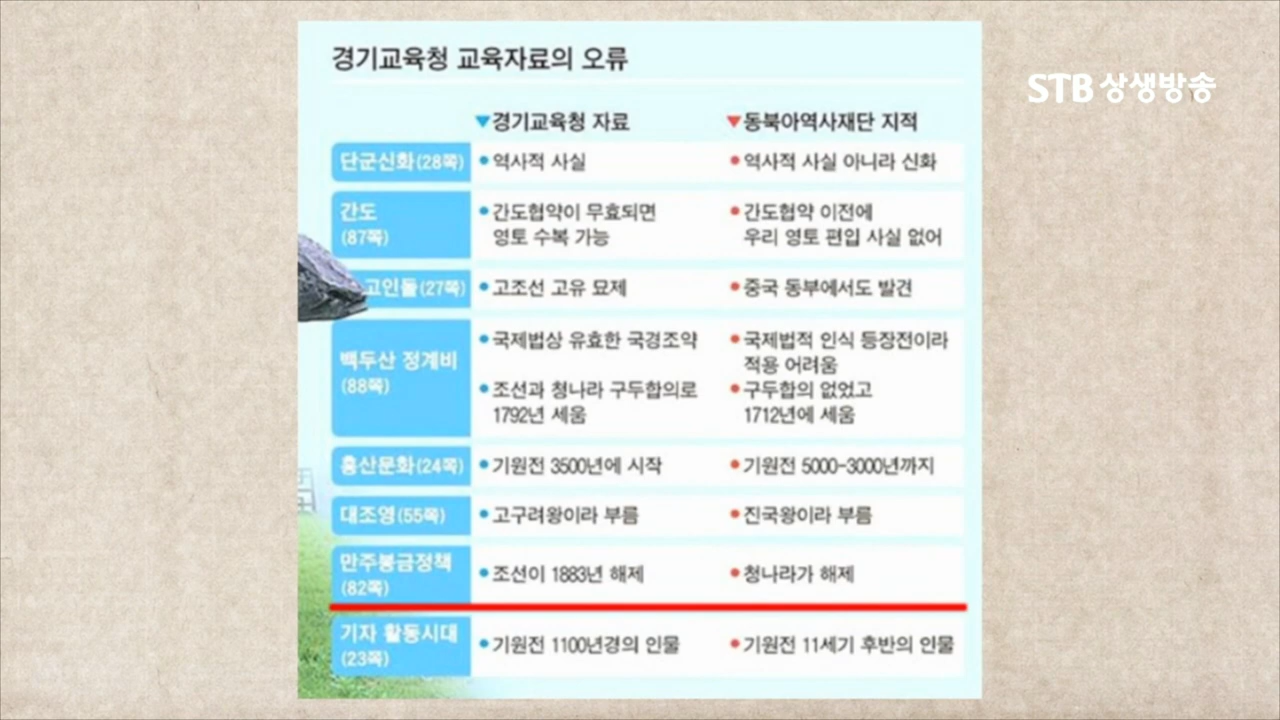 경기교육청 교육자료의 오류
STB 상생방송
▼경기교육청 자료 ▼동북아역사재단 지적
단군신화(28쪽) •역사적 사실 •역사적 사실 아니라 신화
간도 •간도협약이 무효되면 •간도협약 이전에
(87쪽) 영토 수복 가능 우리 영토 편입 사실 없어
고인돌(27쪽) •고조선 고유 묘제 •중국 동부에서도 발견
백두산 정계비 •국제법상 유효한 국경조약 •국제법적 인식 등장전이라
(88쪽) 적용 어려움
•조선과 청나라 구두합의로 •구두합의 없었고
1792년 세움 1712년에 세움
홍산문화(24쪽) •기원전 3500년에 시작 •기원전 5000-3000년까지
대조영(55쪽) •고구려왕이라 부름 •진국왕이라 부름
만주봉금정책 •조선이 1883년 해제 •청나라가 해제
(82쪽)
기자 활동시대 •기원전 1100년경의 인물 •기원전 11세기 후반의 인물
(23쪽)